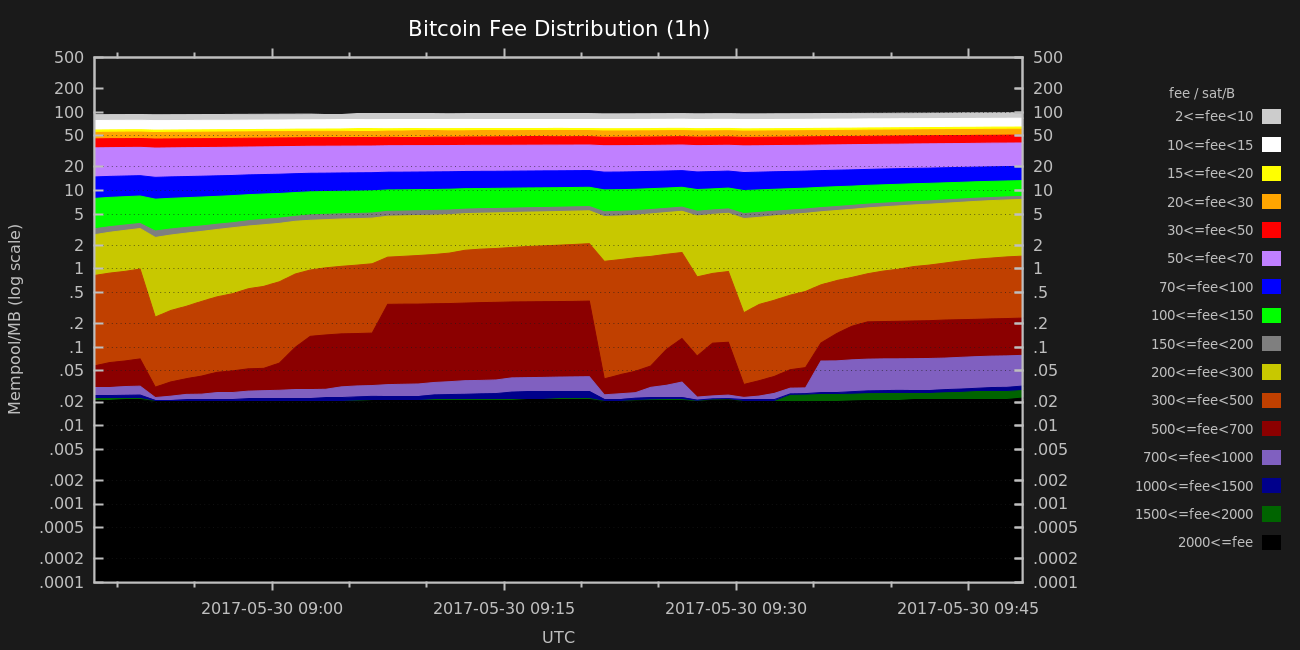 Bitcoin Fee Distribution (1h)
500 500
200 200
100 100
50 50
20 20
10 10
5 5
2 2
1 1
.5 .5
.2 .2
.1 .1
.05 .05
.02 .02
.01 .01
.005 .005
.002 .002
.001 .001
.0005 .0005
.0002 .0002
.0001 .0001
Mempool/MB (log scale)
2017-05-30 09:00 2017-05-30 09:15 2017-05-30 09:30 2017-05-30 09:45
UTC
fee / sat/B
2<=fee<10
10<=fee<15
15<=fee<20
20<=fee<30
30<=fee<50
50<=fee<70
70<=fee<100
100<=fee<150
150<=fee<200
200<=fee<300
300<=fee<500
500<=fee<700
700<=fee<1000
1000<=fee<1500
1500<=fee<2000
2000<=fee